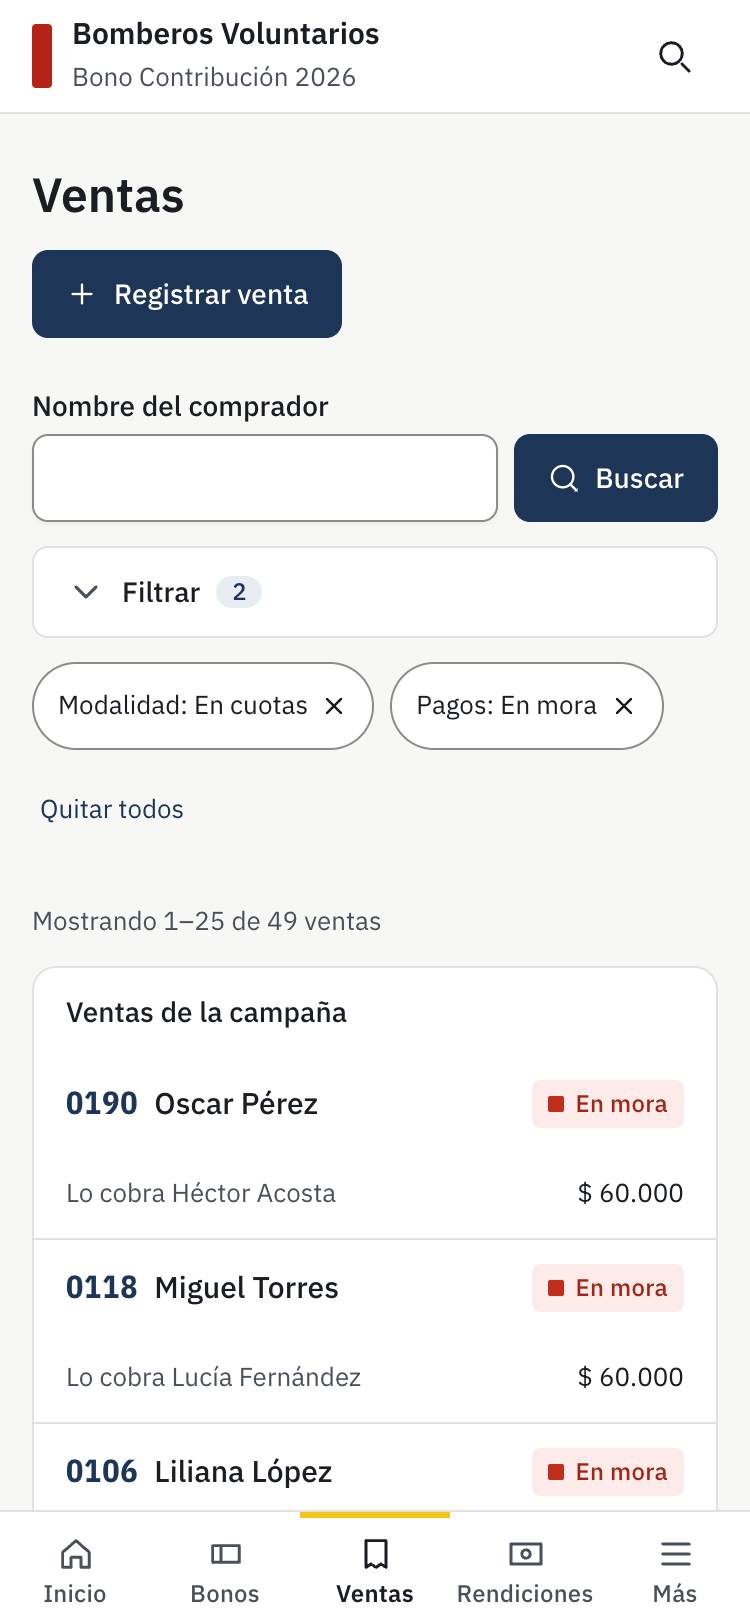 Bomberos Voluntarios
Bono Contribución 2026
Ventas
Registrar venta
Nombre del comprador
Buscar
Filtrar 2
Modalidad: En cuotas
Pagos: En mora
Quitar todos
Mostrando 1–25 de 49 ventas
Ventas de la campaña
0190 Oscar Pérez
En mora
Lo cobra Héctor Acosta
$ 60.000
0118 Miguel Torres
En mora
Lo cobra Lucía Fernández
$ 60.000
0106 Liliana López
En mora
Inicio
Bonos
Ventas
Rendiciones
Más